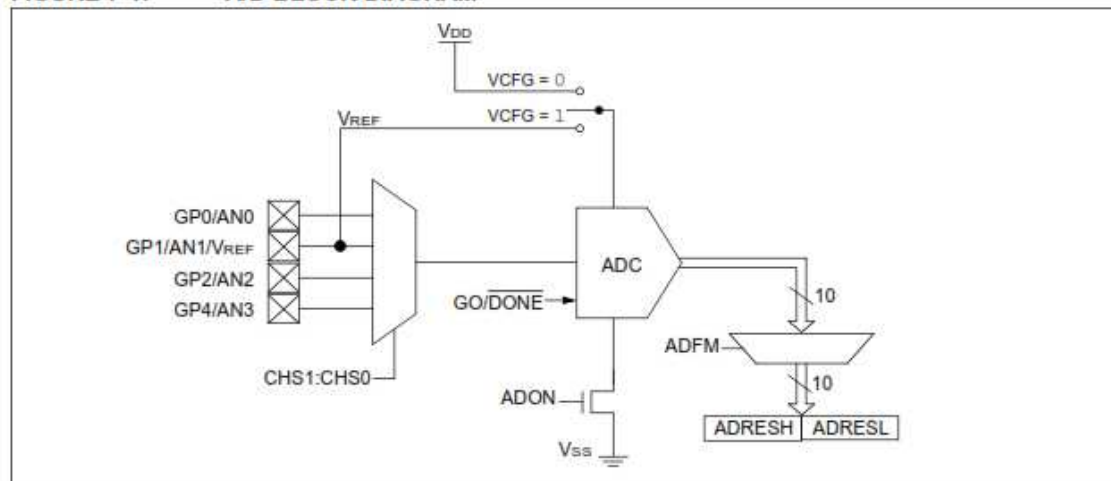 VDD
VCFG = 0
VCFG = 1
VREF
GP0/AN0
GP1/AN1/VREF
GP2/AN2
GP4/AN3
ADC
GO/DONE
10
ADFM
CHS1:CHS0
10
ADON
ADRESH ADRESL
VSS